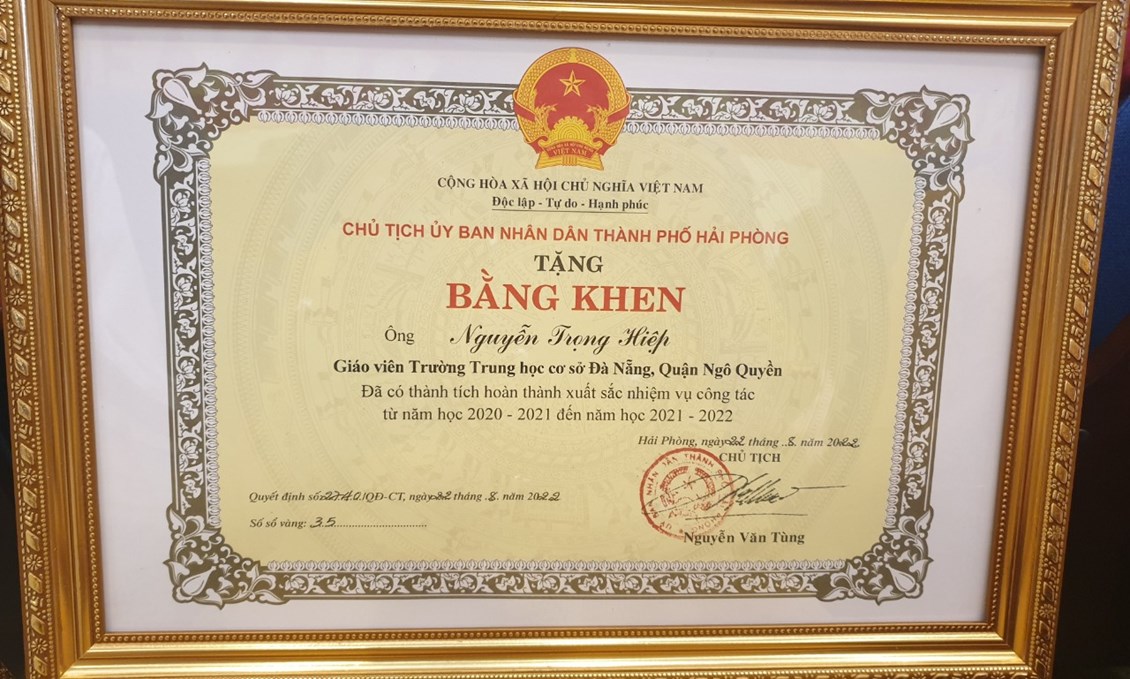 VIỆT NAM
CỘNG HÒA XÃ HỘI CHỦ NGHĨA VIỆT NAM
Độc lập - Tự do - Hạnh phúc
CHỦ TỊCH ỦY BAN NHÂN DÂN THÀNH PHỐ HẢI PHÒNG
TẶNG
BẰNG KHEN
Ông Nguyễn Trọng Hiệp
Giáo viên Trường Trung học cơ sở Đà Nẵng, Quận Ngô Quyền
Đã có thành tích hoàn thành xuất sắc nhiệm vụ công tác
từ năm học 2020 - 2021 đến năm học 2021 - 2022
Hải Phòng, ngày 22 tháng .8. năm 2022
CHỦ TỊCH
Quyết định số: 2740/QĐ-CT, ngày 22 tháng .8. năm 2022
Số sổ vàng: 35..............................
Nguyễn Văn Tùng